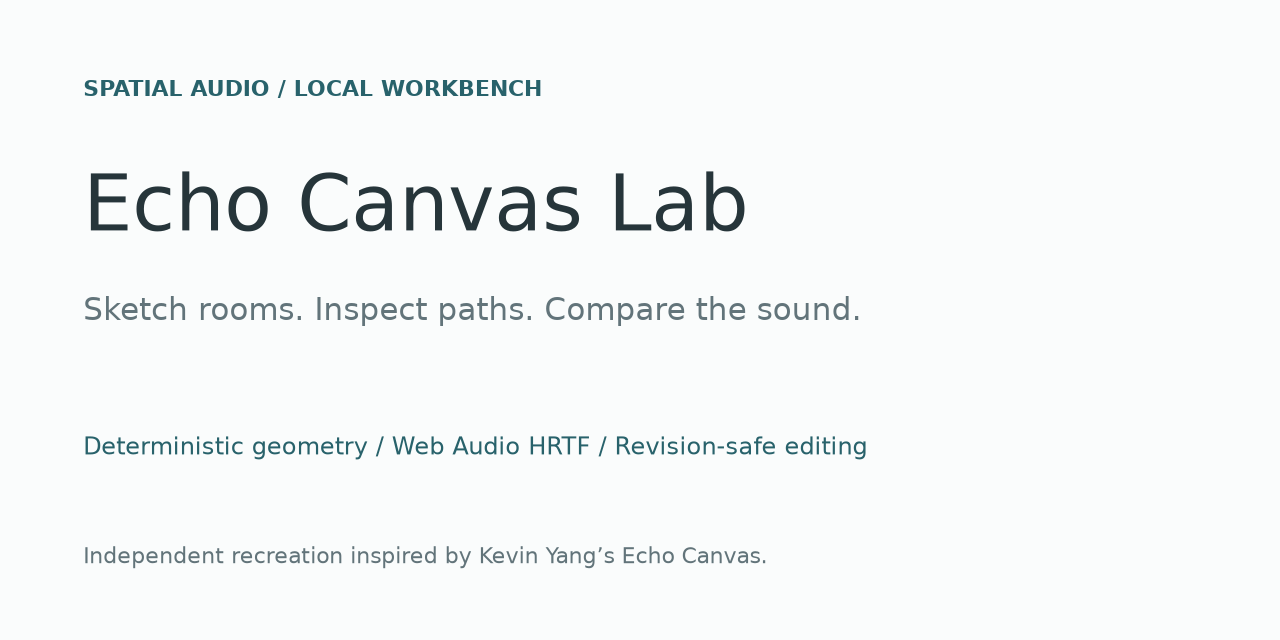 SPATIAL AUDIO / LOCAL WORKBENCH
Echo Canvas Lab
Sketch rooms. Inspect paths. Compare the sound.
Deterministic geometry / Web Audio HRTF / Revision-safe editing
Independent recreation inspired by Kevin Yang’s Echo Canvas.